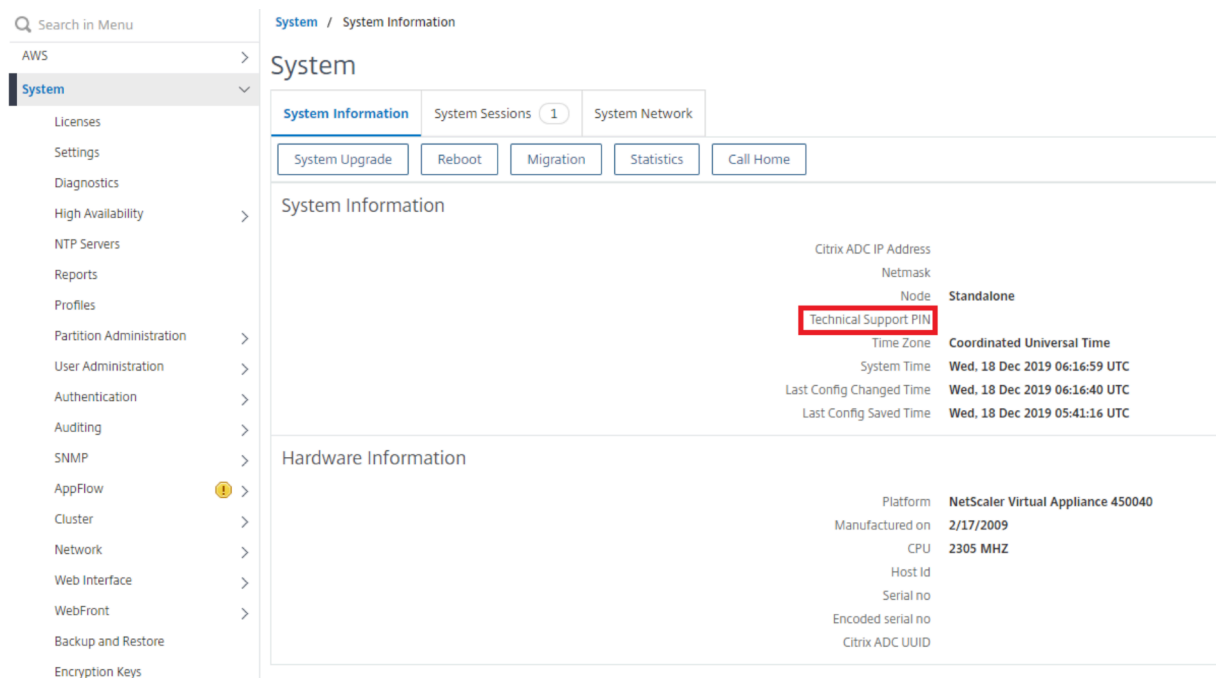 Search in Menu
AWS
System
Licenses
Settings
Diagnostics
High Availability
NTP Servers
Reports
Profiles
Partition Administration
User Administration
Authentication
Auditing
SNMP
AppFlow
Cluster
Network
Web Interface
WebFront
Backup and Restore
Encryption Keys
System / System Information
System
System Information System Sessions 1 System Network
System Upgrade Reboot Migration Statistics Call Home
System Information
Citrix ADC IP Address
Netmask
Node Standalone
Technical Support PIN
Time Zone Coordinated Universal Time
System Time Wed, 18 Dec 2019 06:16:59 UTC
Last Config Changed Time Wed, 18 Dec 2019 06:16:40 UTC
Last Config Saved Time Wed, 18 Dec 2019 05:41:16 UTC
Hardware Information
Platform NetScaler Virtual Appliance 450040
Manufactured on 2/17/2009
CPU 2305 MHZ
Host Id
Serial no
Encoded serial no
Citrix ADC UUID